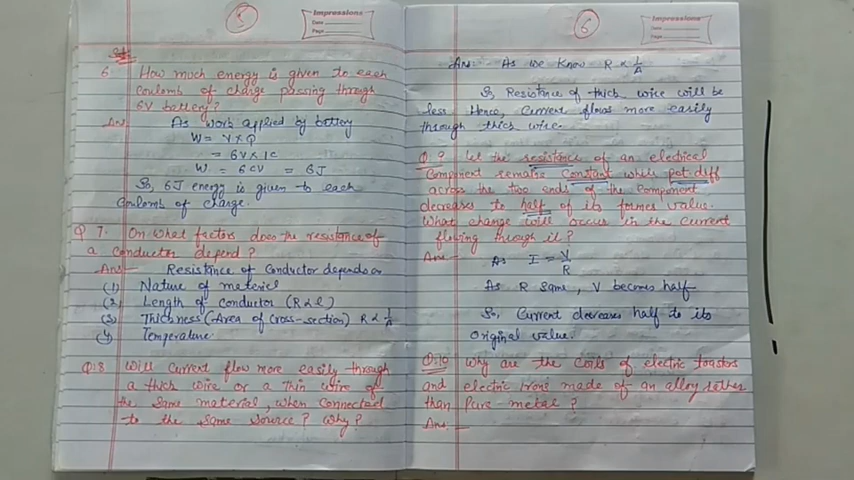 5
Impressions
Date
Page
6 How much energy is given to each
Coulomb of charge passing through
6V battery?
Ans As work applied by battery
W = V × Q
= 6V × 1C
W = 6CV = 6J
So, 6J energy is given to each
Coulomb of charge.
Q 7. On what factors does the resistance of
a conductor depend?
Ans Resistance of Conductor depends on
(1) Nature of material
(2) Length of conductor (R ∝ l)
(3) Thickness (Area of cross-section) R ∝ 1/A
(4) Temperature
Q.8 Will Current flow more easily through
a thick wire or a thin wire of
the same material, when connected
to the same source? Why?
6
Impressions
Date
Page
Ans:- As we know R ∝ 1/A
So, Resistance of thick wire will be
less. Hence, Current flows more easily
through thick wire.
Q.9 Let the resistance of an electrical
Component remains Constant while pot. diff
across the two ends of the component
decreases to half of its former value.
What change will occur in the current
flowing through it?
Ans:- As I = V/R
As R same, V becomes half
So, Current decreases half to its
original value.
Q.10 Why are the coils of electric toasters
and electric irons made of an alloy rather
than Pure metal?
Ans:-